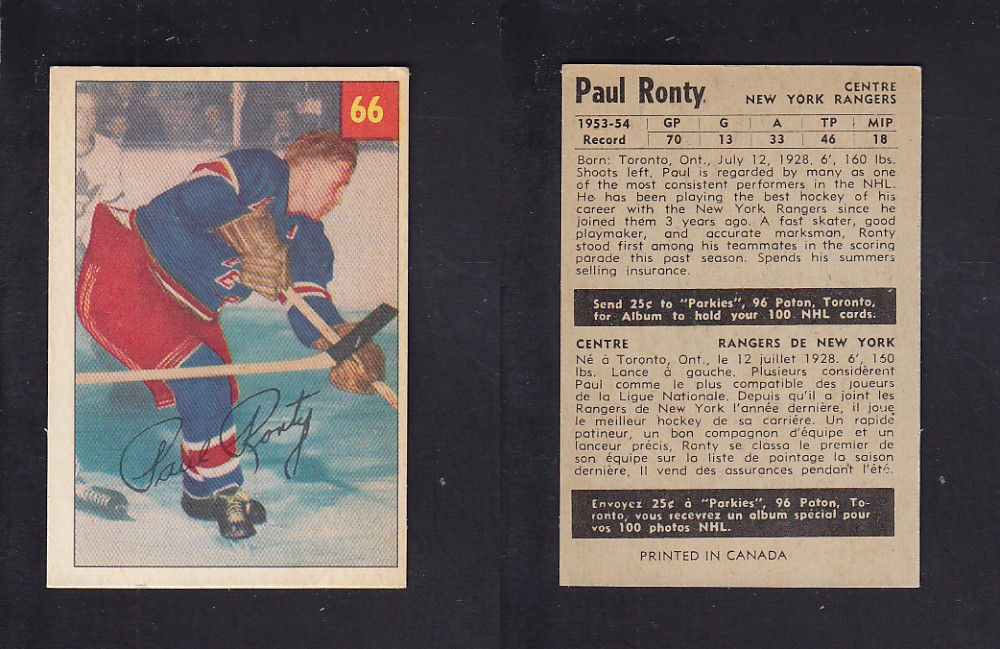 66
Paul Ronty
Paul Ronty.
CENTRE
NEW YORK RANGERS
1953-54 GP G A TP MIP
Record 70 13 33 46 18
Born: Toronto, Ont., July 12, 1928. 6', 160 lbs.
Shoots left. Paul is regarded by many as one
of the most consistent performers in the NHL.
He has been playing the best hockey of his
career with the New York Rangers since he
joined them 3 years ago. A fast skater, good
playmaker, and accurate marksman, Ronty
stood first among his teammates in the scoring
parade this past season. Spends his summers
selling insurance.
Send 25¢ to "Parkies", 96 Paton, Toronto,
for Album to hold your 100 NHL cards.
CENTRE RANGERS DE NEW YORK
Né à Toronto, Ont., le 12 juillet 1928. 6', 150
lbs. Lance à gauche. Plusieurs considèrent
Paul comme le plus compatible des joueurs
de la Ligue Nationale. Depuis qu'il a joint les
Rangers de New York l'année dernière, il joue
le meilleur hockey de sa carriére. Un rapide
patineur, un bon compagnon d'équipe et un
lanceur précis, Ronty se classa le premier de
son équipe sur la liste de pointage la saison
dernière. Il vend des assurances pendant l'été.
Envoyez 25¢ à "Parkies", 96 Paton, To-
ronto, vous recevrez un album spécial pour
vos 100 photos NHL.
PRINTED IN CANADA